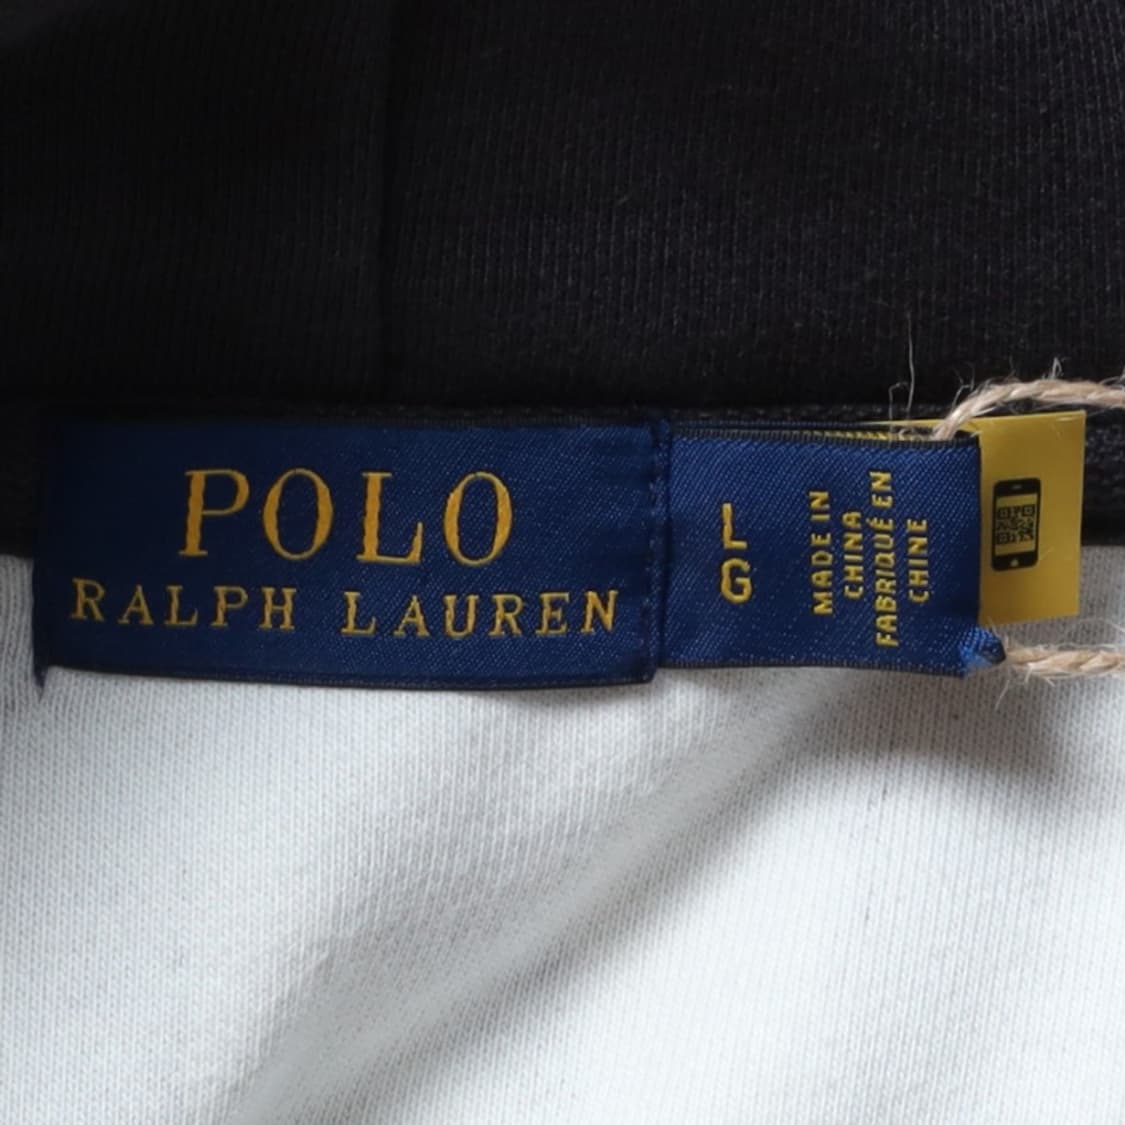 POLO
RALPH LAUREN
L
G
MADE IN
CHINA
FABRIQUÉ EN
CHINE